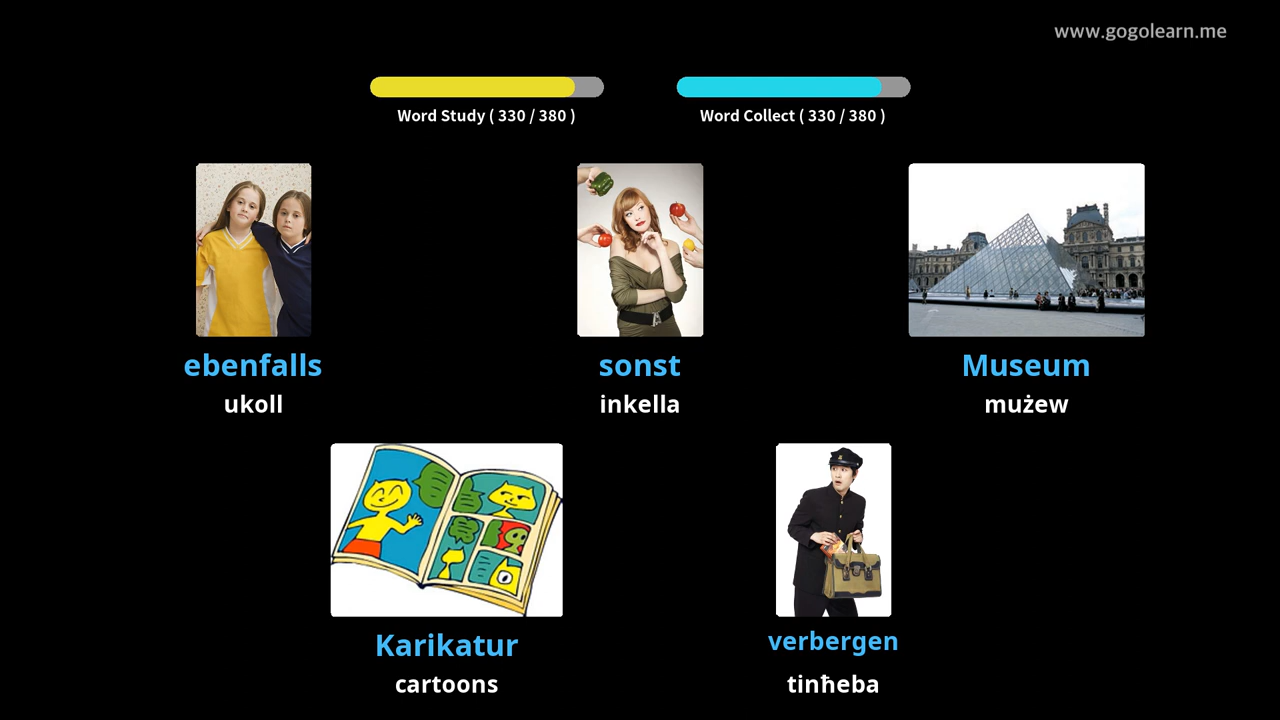 www.gogolearn.me
Word Study ( 330 / 380 )
Word Collect ( 330 / 380 )
ebenfalls
ukoll
sonst
inkella
Museum
mużew
Karikatur
cartoons
verbergen
tinħeba